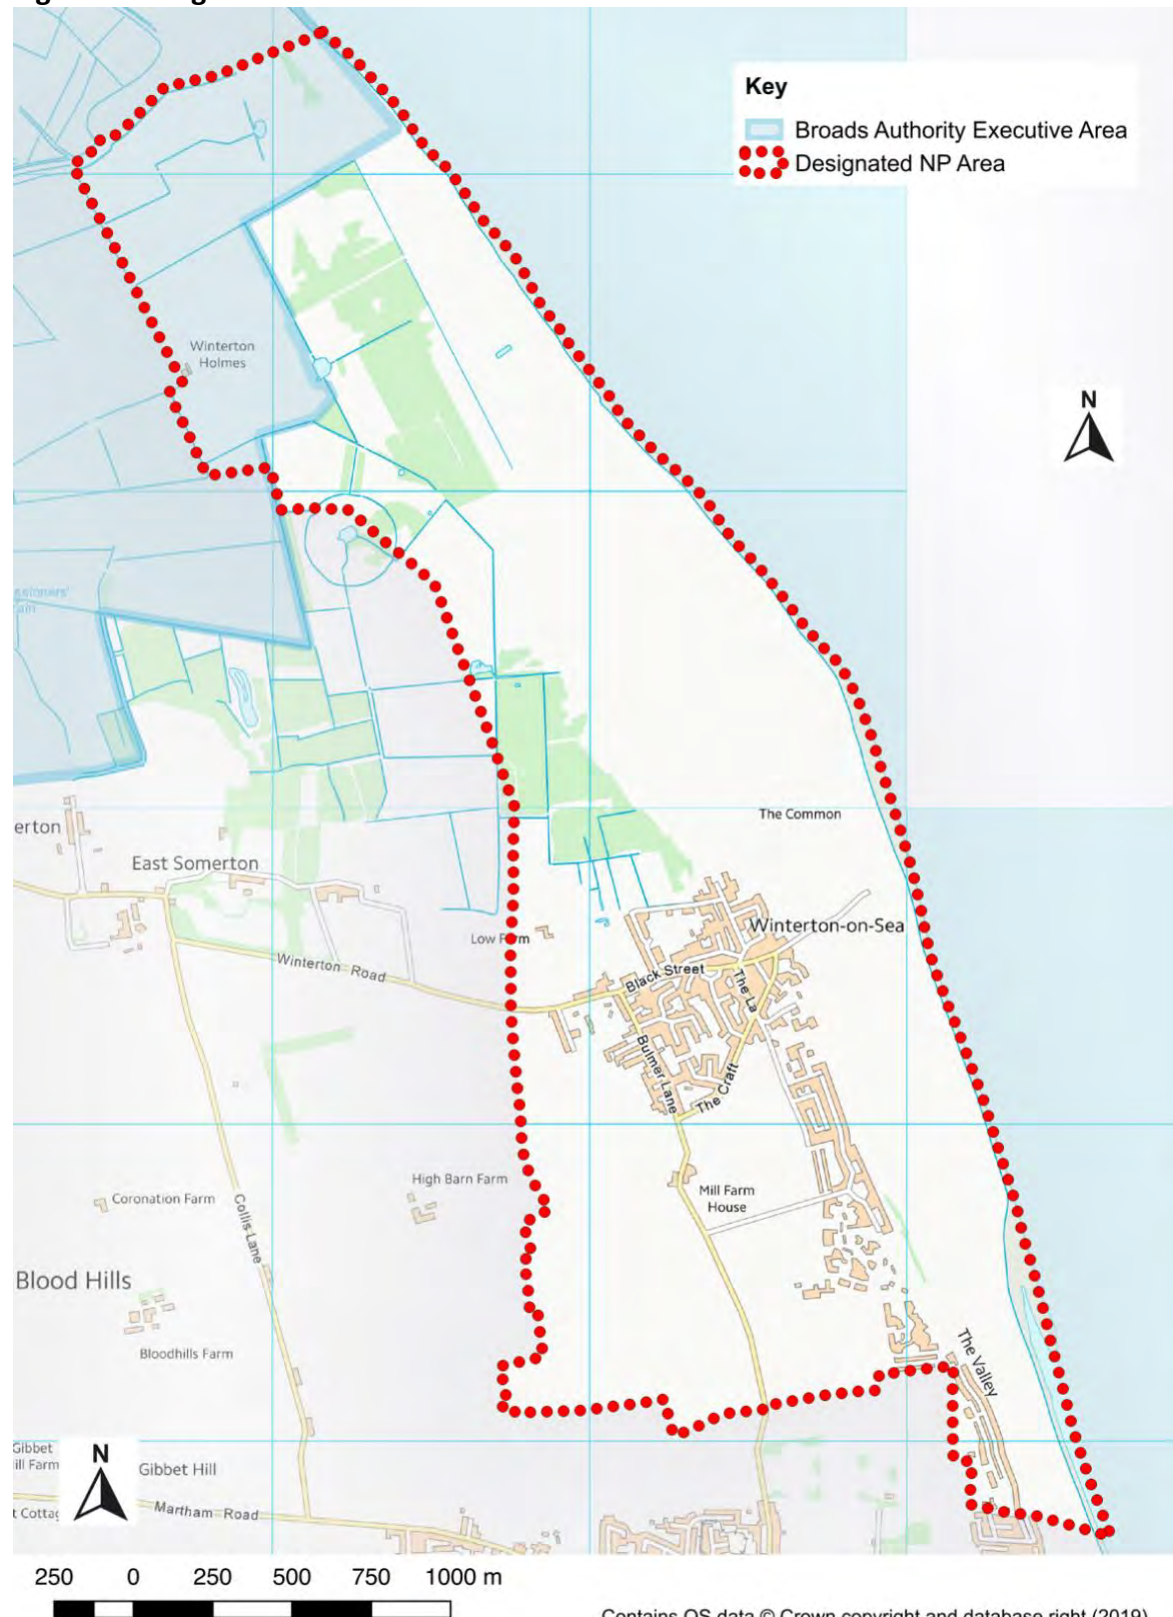 Key
Broads Authority Executive Area
Designated NP Area
Winterton
Holmes
N
The Common
erton
East Somerton
Winterton-on-Sea
Low Farm
Winterton Road
Black Street
The La
Bulmer Lane
The Craft
High Barn Farm
Mill Farm
House
Coronation Farm
Collis Lane
Blood Hills
Bloodhills Farm
The Valley
Gibbet
ill Farm
N
Gibbet Hill
t Cottag
Martham Road
250 0 250 500 750 1000 m
Contains OS data © Crown copyright and database right (2019)